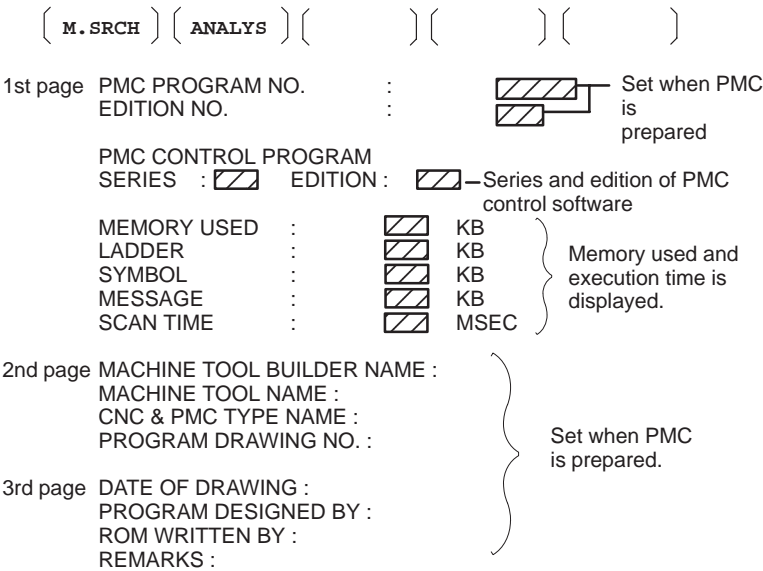 M.SRCH ANALYS
1st page PMC PROGRAM NO. : Set when PMC
EDITION NO. : is
prepared
PMC CONTROL PROGRAM
SERIES : EDITION : Series and edition of PMC
control software
MEMORY USED : KB
LADDER : KB Memory used and
SYMBOL : KB execution time is
MESSAGE : KB displayed.
SCAN TIME : MSEC
2nd page MACHINE TOOL BUILDER NAME :
MACHINE TOOL NAME :
CNC & PMC TYPE NAME :
PROGRAM DRAWING NO. : Set when PMC
is prepared.
3rd page DATE OF DRAWING :
PROGRAM DESIGNED BY :
ROM WRITTEN BY :
REMARKS :